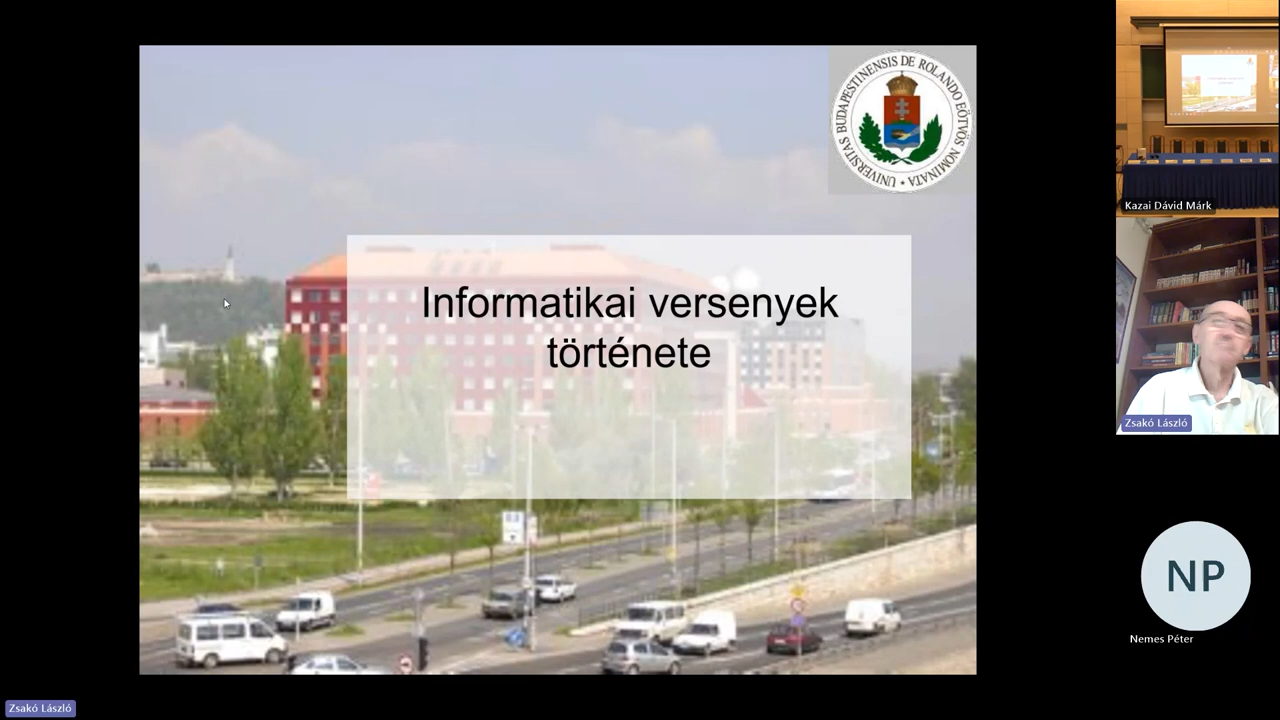 UNIVERSITAS BUDAPESTINENSIS DE ROLANDO EÖTVÖS NOMINATA
Informatikai versenyek
története
Kazai Dávid Márk
Zsakó László
NP
Nemes Péter
Zsakó László